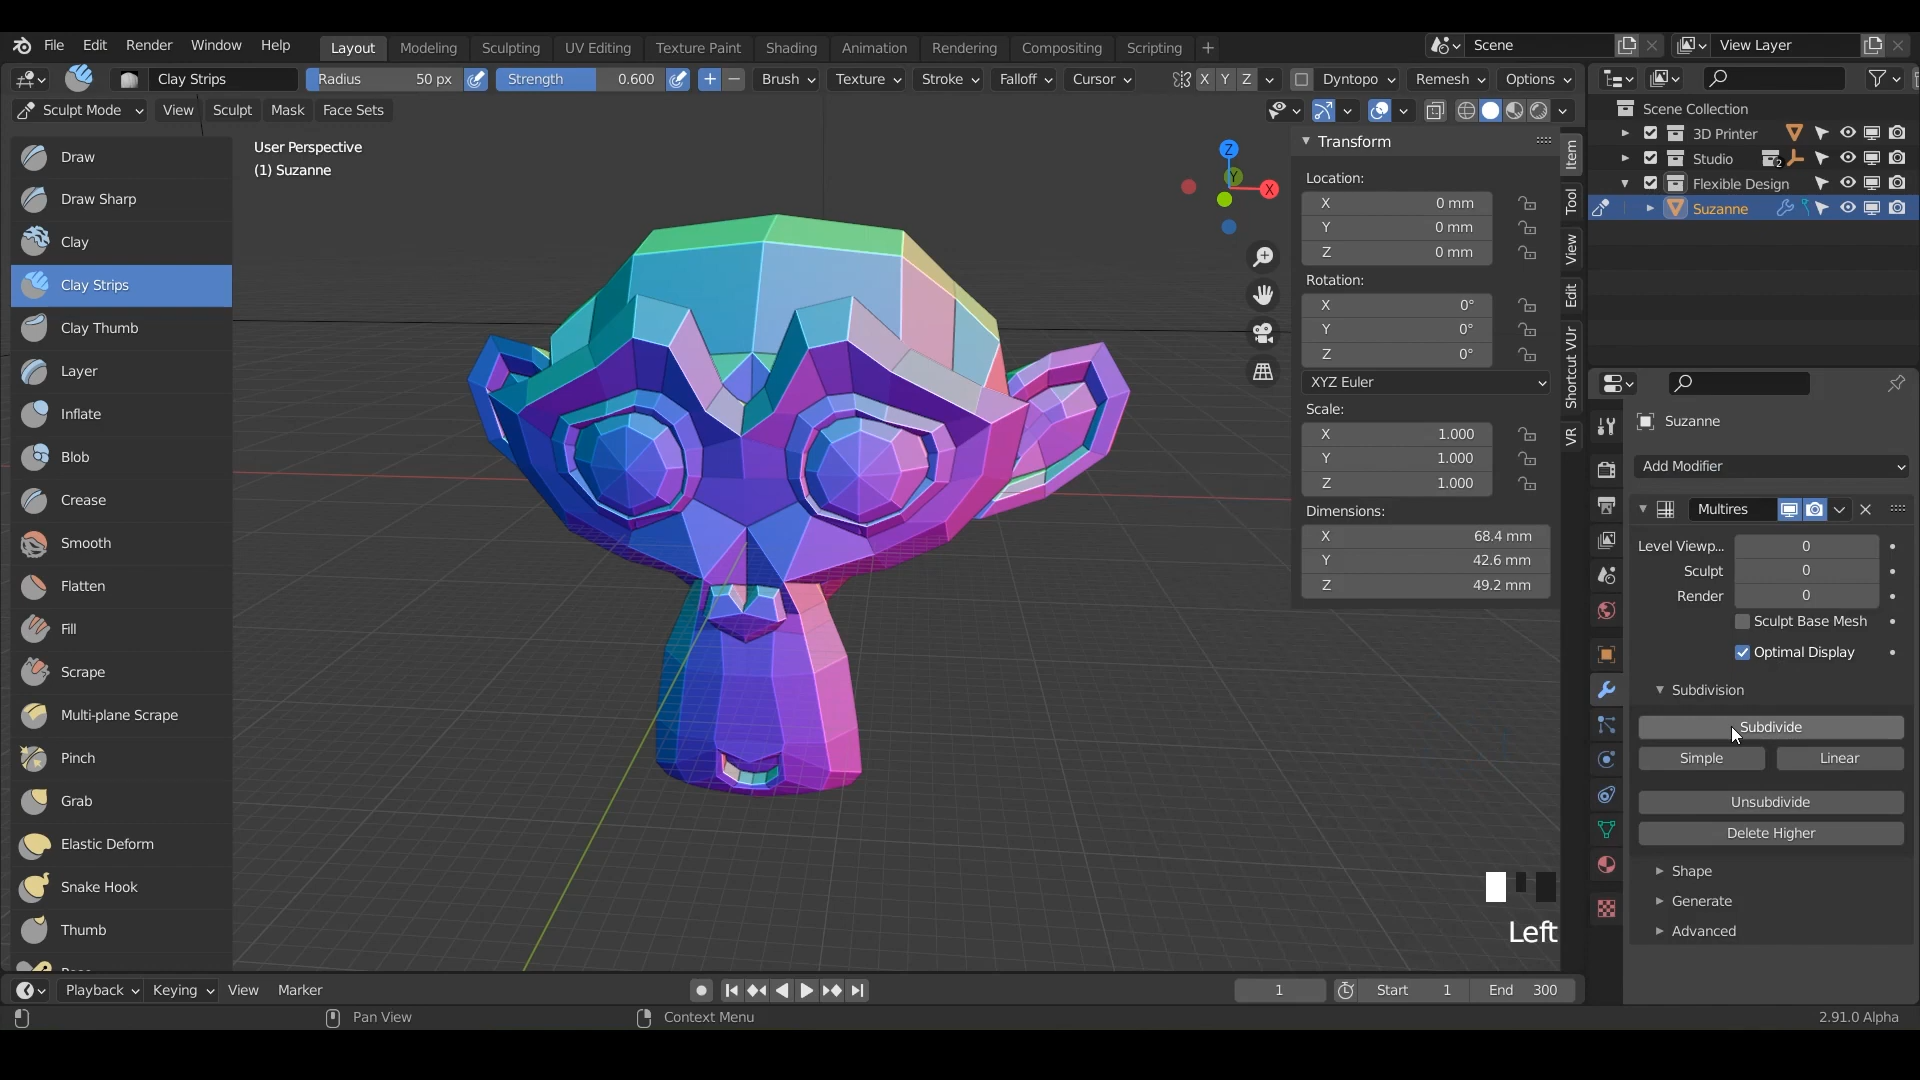 File Edit Render Window Help Layout Modeling Sculpting UV Editing Texture Paint Shading Animation Rendering Compositing Scripting + Scene View Layer
Clay Strips Radius 50 px Strength 0.600 + − Brush Texture Stroke Falloff Cursor X Y Z Dyntopo Remesh Options
Sculpt Mode View Sculpt Mask Face Sets
User Perspective
(1) Suzanne
Draw
Draw Sharp
Clay
Clay Strips
Clay Thumb
Layer
Inflate
Blob
Crease
Smooth
Flatten
Fill
Scrape
Multi-plane Scrape
Pinch
Grab
Elastic Deform
Snake Hook
Thumb
Z
Y
X
Transform
Location:
X 0 mm
Y 0 mm
Z 0 mm
Rotation:
X 0°
Y 0°
Z 0°
XYZ Euler
Scale:
X 1.000
Y 1.000
Z 1.000
Dimensions:
X 68.4 mm
Y 42.6 mm
Z 49.2 mm
Item
Tool
View
Edit
Shortcut VUr
VR
Left
Scene Collection
3D Printer
Studio 2
Flexible Design
Suzanne
Suzanne
Add Modifier
Multires
Level Viewp... 0
Sculpt 0
Render 0
Sculpt Base Mesh
Optimal Display
Subdivision
Subdivide
Simple Linear
Unsubdivide
Delete Higher
Shape
Generate
Advanced
Playback Keying View Marker 1 Start 1 End 300
Pan View Context Menu 2.91.0 Alpha